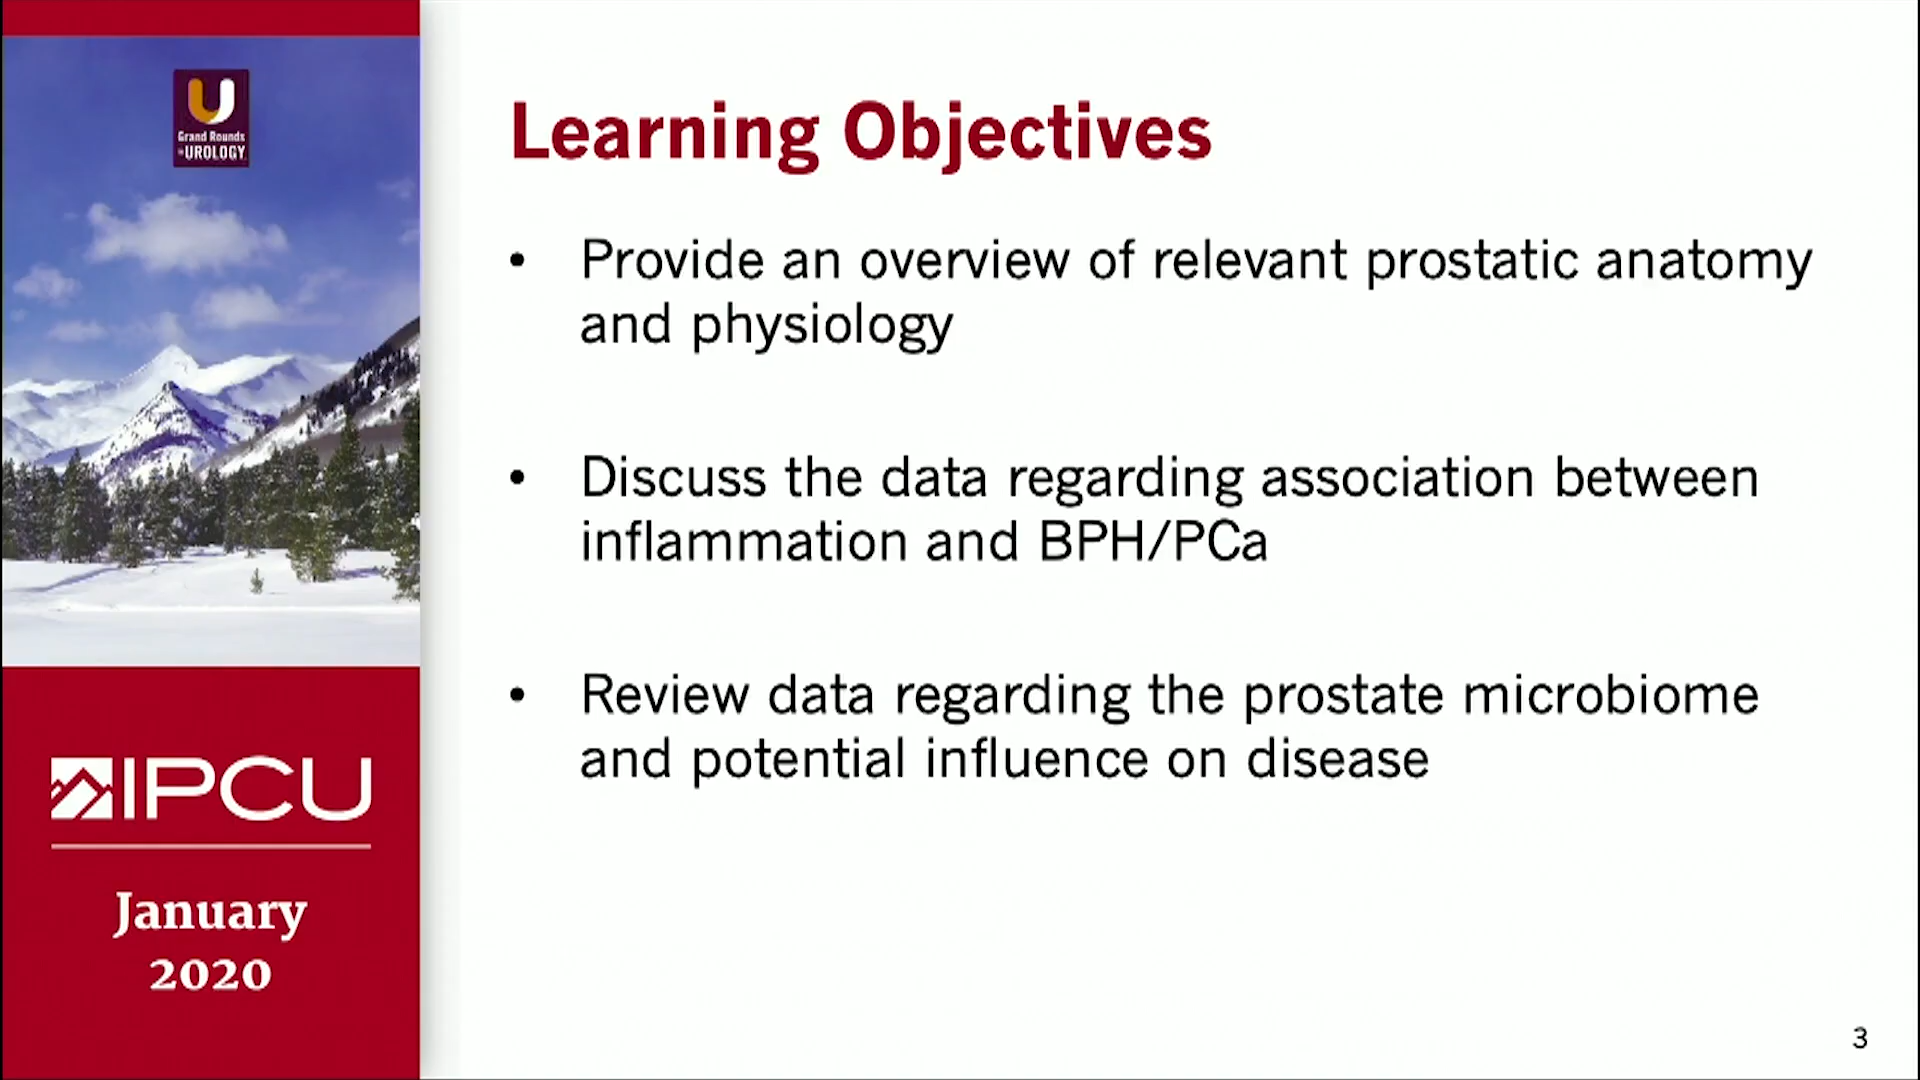 U
Grand Rounds
in UROLOGY
IPCU
January
2020
Learning Objectives
• Provide an overview of relevant prostatic anatomy
and physiology
• Discuss the data regarding association between
inflammation and BPH/PCa
• Review data regarding the prostate microbiome
and potential influence on disease
3